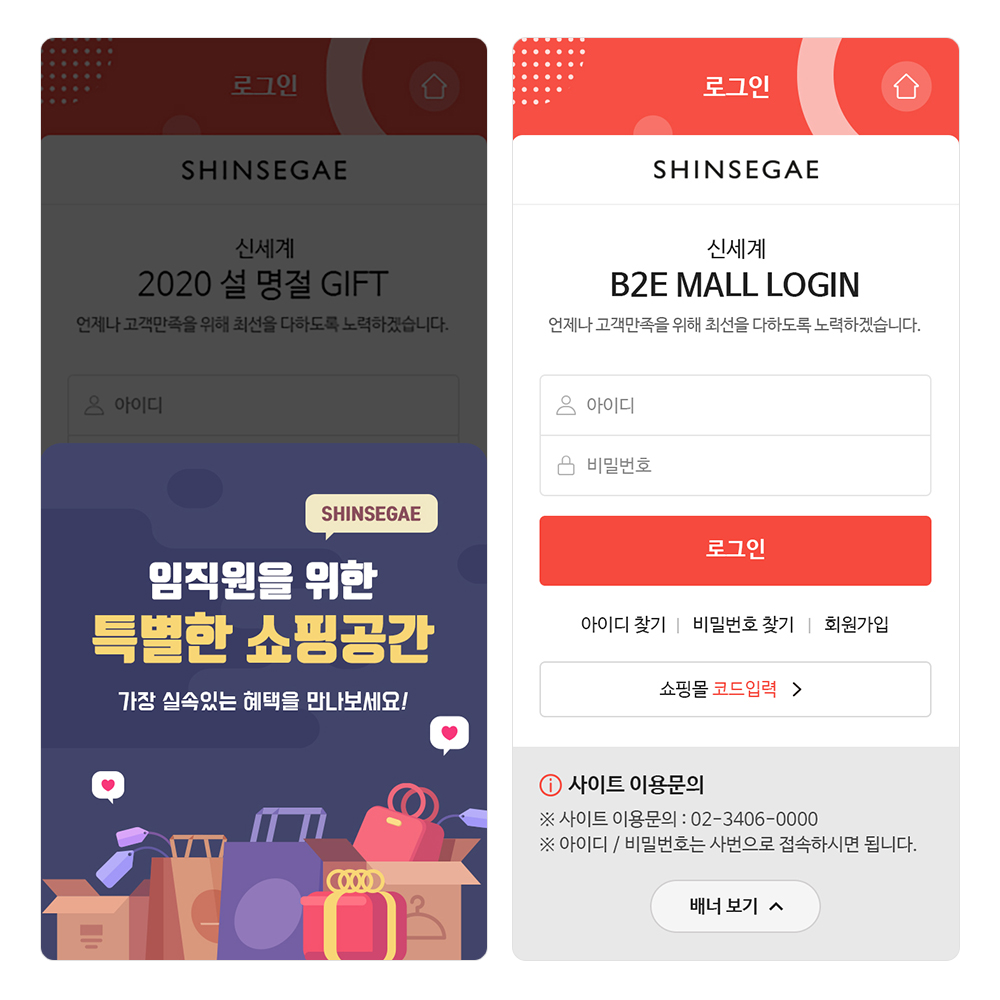 로그인
SHINSEGAE
신세계
2020 설 명절 GIFT
언제나 고객만족을 위해 최선을 다하도록 노력하겠습니다.
아이디
SHINSEGAE
임직원을 위한
특별한 쇼핑공간
가장 실속있는 혜택을 만나보세요!
로그인
SHINSEGAE
신세계
B2E MALL LOGIN
언제나 고객만족을 위해 최선을 다하도록 노력하겠습니다.
아이디
비밀번호
로그인
아이디 찾기 | 비밀번호 찾기 | 회원가입
쇼핑몰 코드입력 >
사이트 이용문의
※ 사이트 이용문의 : 02-3406-0000
※ 아이디 / 비밀번호는 사번으로 접속하시면 됩니다.
배너 보기